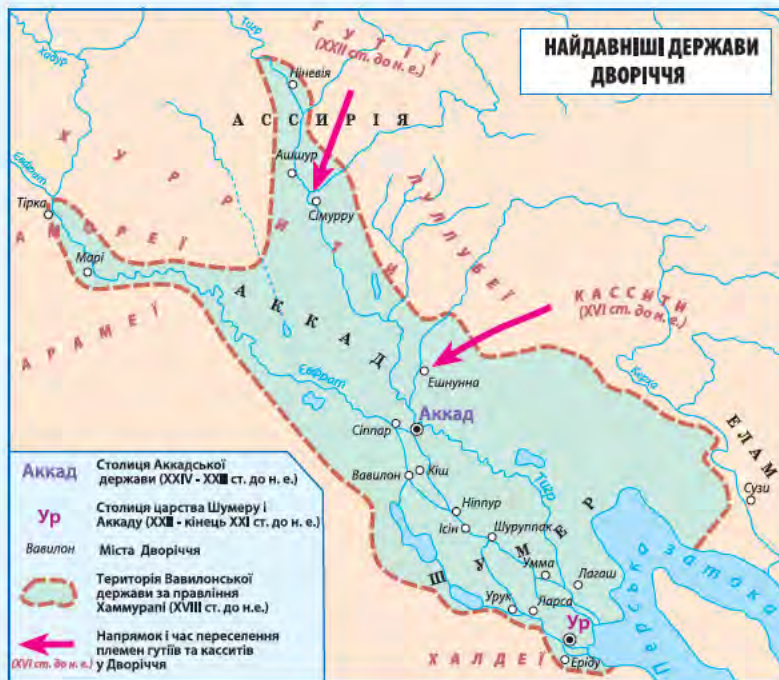 НАЙДАВНІШІ ДЕРЖАВИ
ДВОРІЧЧЯ
Хабур
Тигр
ГУТІЇ
(XXII ст. до н. е.)
Ніневія
АССИРІЯ
ХУРРИТИ
Ашшур
Сімурру
Евфрат
Тірка
АМОРЕЇ
Марі
ЛУЛЛУБЕЇ
АРАМЕЇ
АККАД
КАССИТИ
(XVI ст. до н. е.)
Евфрат
Ешнунна
Керха
ЕЛАМ
Сузи
Сіппар
Аккад
Вавилон
Кіш
Тигр
Ніппур
Ісін
Шуруппак
ШУМЕР
Умма
Лагаш
Урук
Ларса
Ур
Еріду
ХАЛДЕЇ
Перська затока
Аккад
Столиця Аккадської
держави (XXIV - XXIII ст. до н. е.)
Ур
Столиця царства Шумеру і
Аккаду (XXII - кінець XXI ст. до н. е.)
Вавилон
Міста Дворіччя
Територія Вавилонської
держави за правління
Хаммурапі (XVIII ст. до н.е.)
Напрямок і час переселення
племен гутіїв та касситів
у Дворіччя
(XVI ст. до н. е.)